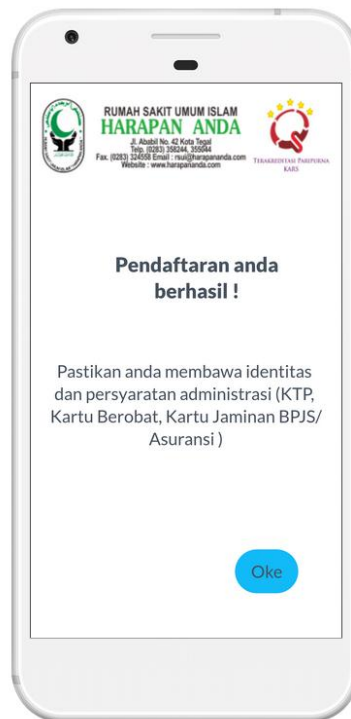 RUMAH SAKIT UMUM ISLAM
HARAPAN ANDA
Jl. Ababil No. 42 Kota Tegal
Telp. (0283) 358244, 355044
Fax. (0283) 324558 Email : rsui@harapananda.com
Website : www.harapananda.com
TERAKREDITASI PARIPURNA
KARS
Pendaftaran anda
berhasil !
Pastikan anda membawa identitas
dan persyaratan administrasi (KTP,
Kartu Berobat, Kartu Jaminan BPJS/
Asuransi )
Oke